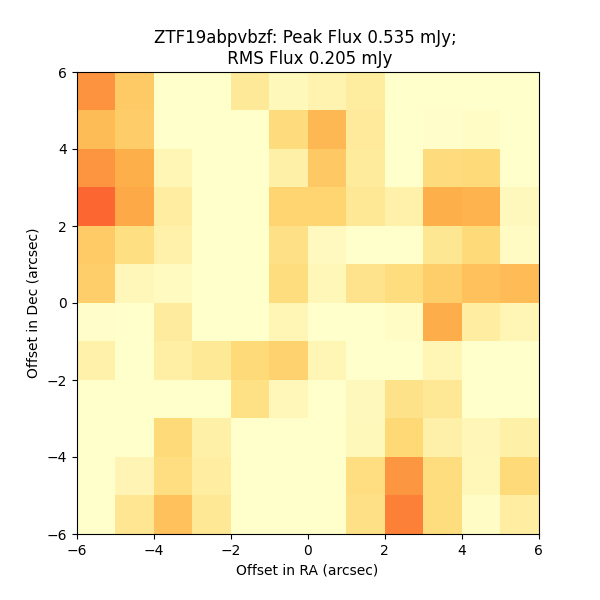 ZTF19abpvbzf: Peak Flux 0.535 mJy;
RMS Flux 0.205 mJy
6
4
2
0
−2
−4
−6
Offset in Dec (arcsec)
−6 −4 −2 0 2 4 6
Offset in RA (arcsec)